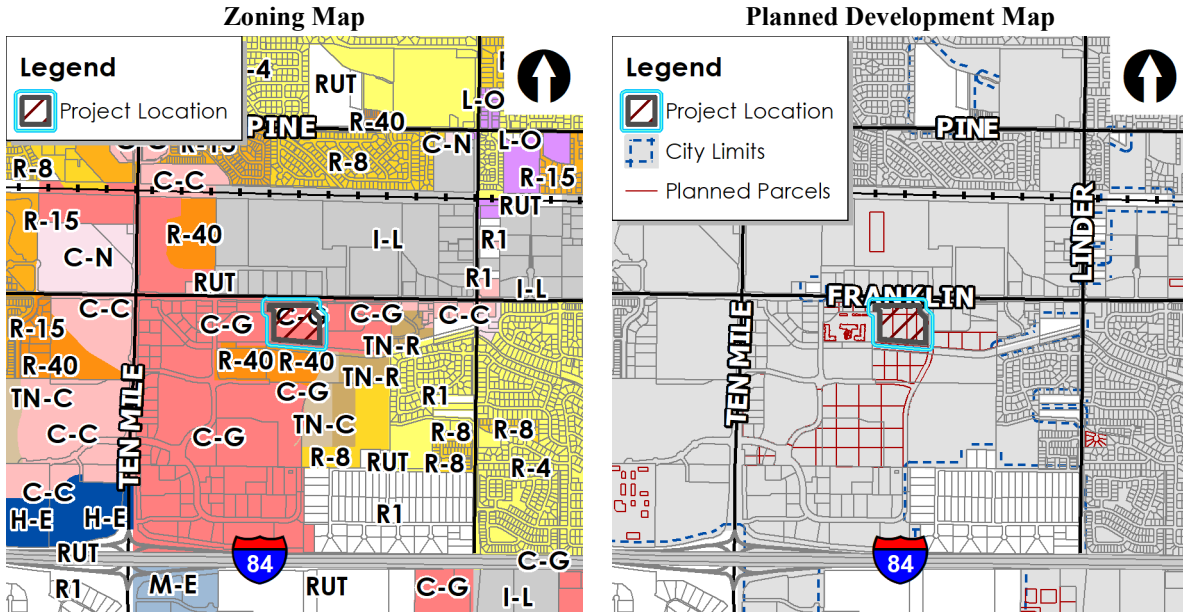 Zoning Map
Legend
Project Location
-4
RUT
L-O
R-40
PINE
C-N
L-O
R-15
R-8
R-8
C-C
R-15
RUT
R-15
R-40
I-L
R1
C-N
RUT
R1
I-L
C-C
C-G
C-G
C-G
C-C
R-15
R-40
R-40
R-40
TN-R
TN-R
TN-C
C-G
R1
TEN MILE
C-C
C-G
TN-C
R-8
R-8
R-8
RUT
R-8
R-4
C-C
H-E
H-E
R1
RUT
84
C-G
R1
M-E
RUT
C-G
I-L
Planned Development Map
Legend
Project Location
City Limits
Planned Parcels
PINE
LINDER
FRANKLIN
TEN MILE
84